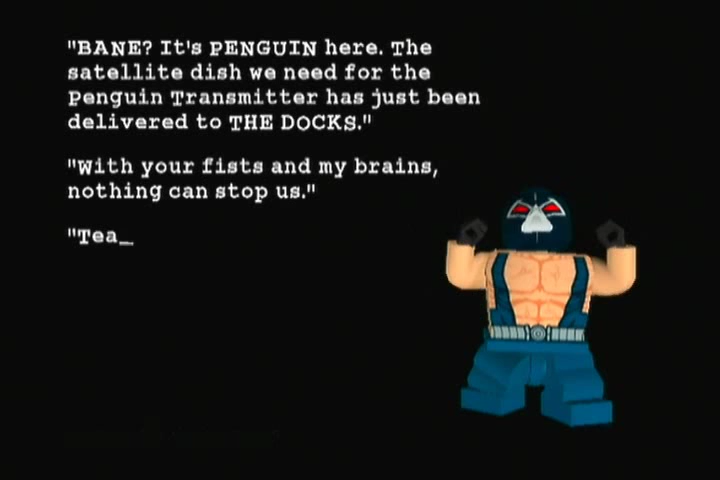 "BANE? It's PENGUIN here. The
satellite dish we need for the
Penguin Transmitter has just been
delivered to THE DOCKS."
"With your fists and my brains,
nothing can stop us."
"Tea_